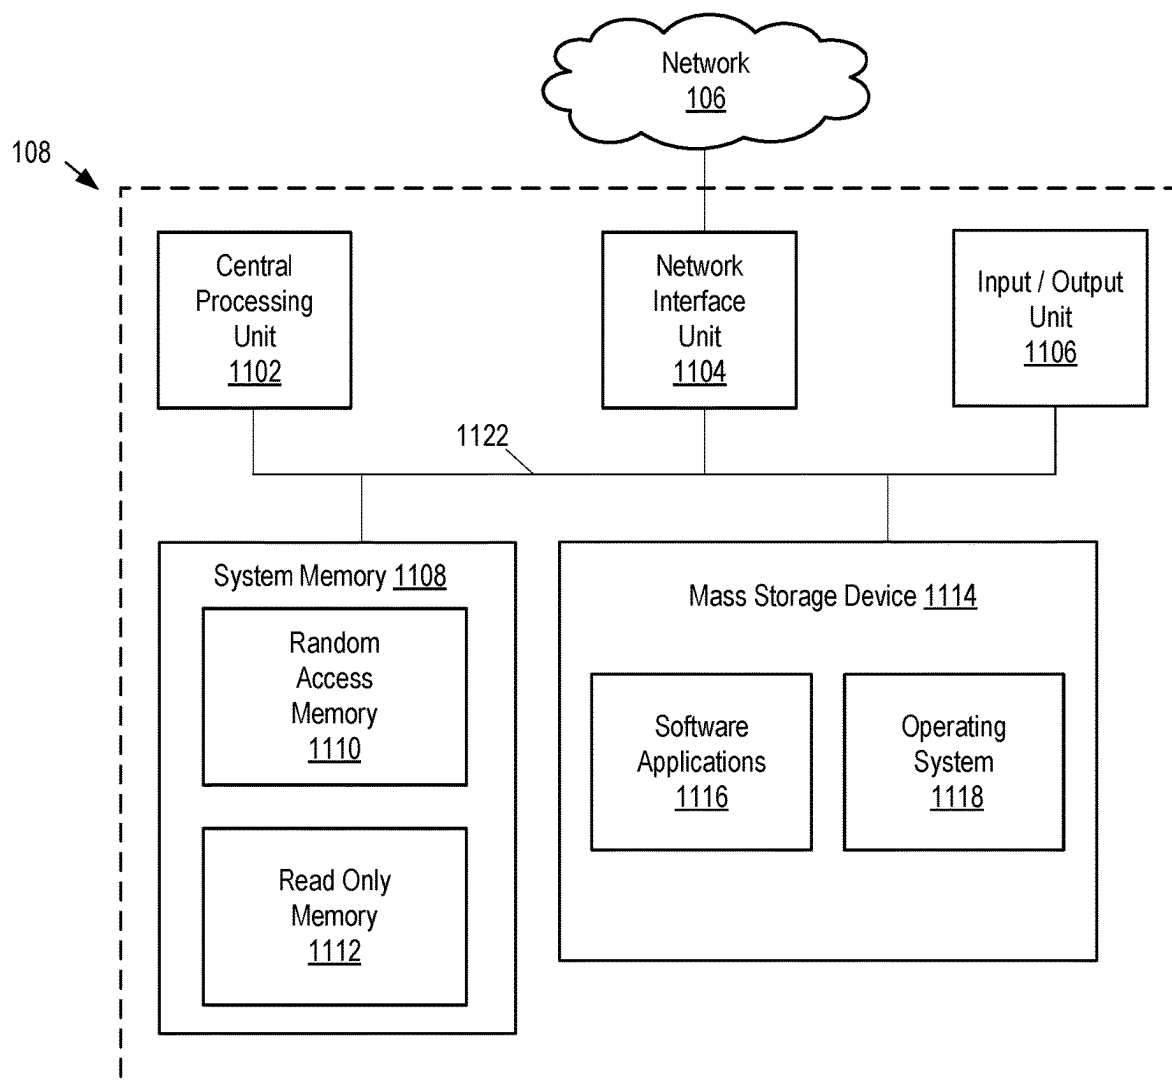 Network
106
108
Central
Processing
Unit
1102
Network
Interface
Unit
1104
Input / Output
Unit
1106
1122
System Memory 1108
Random
Access
Memory
1110
Read Only
Memory
1112
Mass Storage Device 1114
Software
Applications
1116
Operating
System
1118